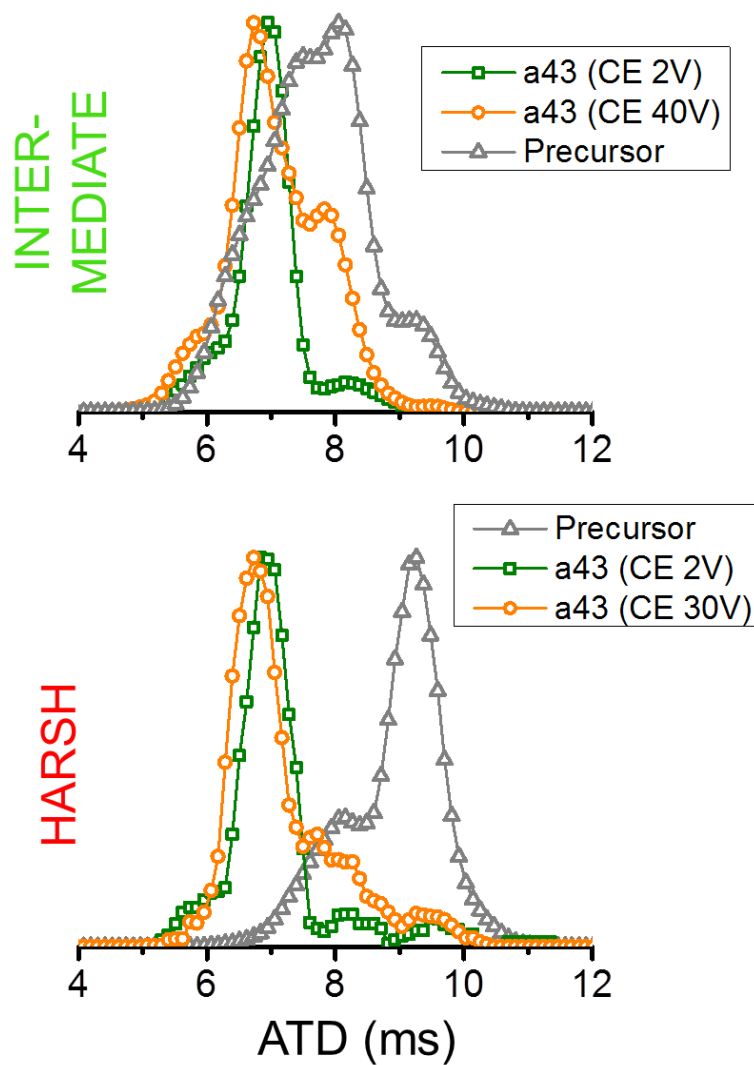 INTER-
MEDIATE
a43 (CE 2V)
a43 (CE 40V)
Precursor
4 6 8 10 12
HARSH
Precursor
a43 (CE 2V)
a43 (CE 30V)
4 6 8 10 12
ATD (ms)